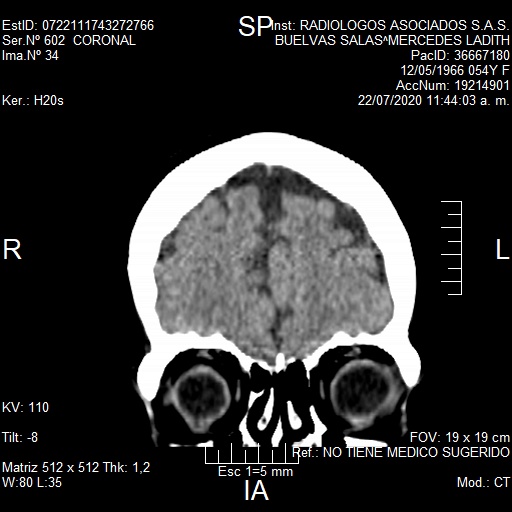 EstID: 0722111743272766
Ser.Nº 602 CORONAL
Ima.Nº 34
Ker.: H20s
SP
Inst: RADIOLOGOS ASOCIADOS S.A.S.
BUELVAS SALAS^MERCEDES LADITH
PacID: 36667180
12/05/1966 054Y F
AccNum: 19214901
22/07/2020 11:44:03 a. m.
R
L
KV: 110
Tilt: -8
Matriz 512 x 512 Thk: 1,2
W:80 L:35
Esc 1=5 mm
IA
FOV: 19 x 19 cm
Ref.: NO TIENE MEDICO SUGERIDO
Mod.: CT